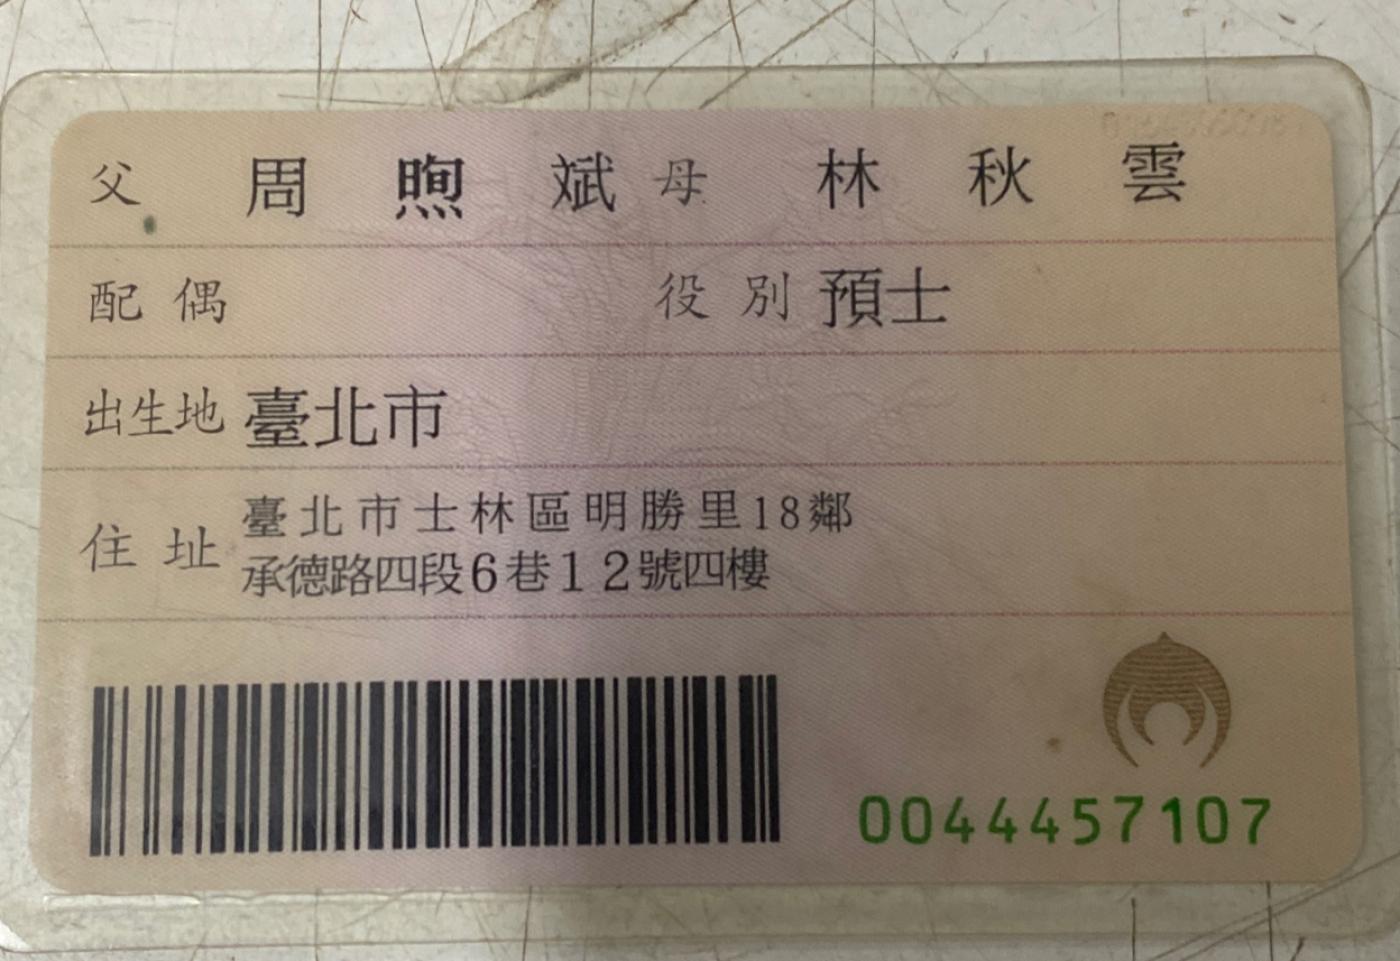 父 周煦斌 母 林秋雲
配偶 役別 預士
出生地 臺北市
住址 臺北市士林區明勝里18鄰
承德路四段6巷12號四樓
0044457107